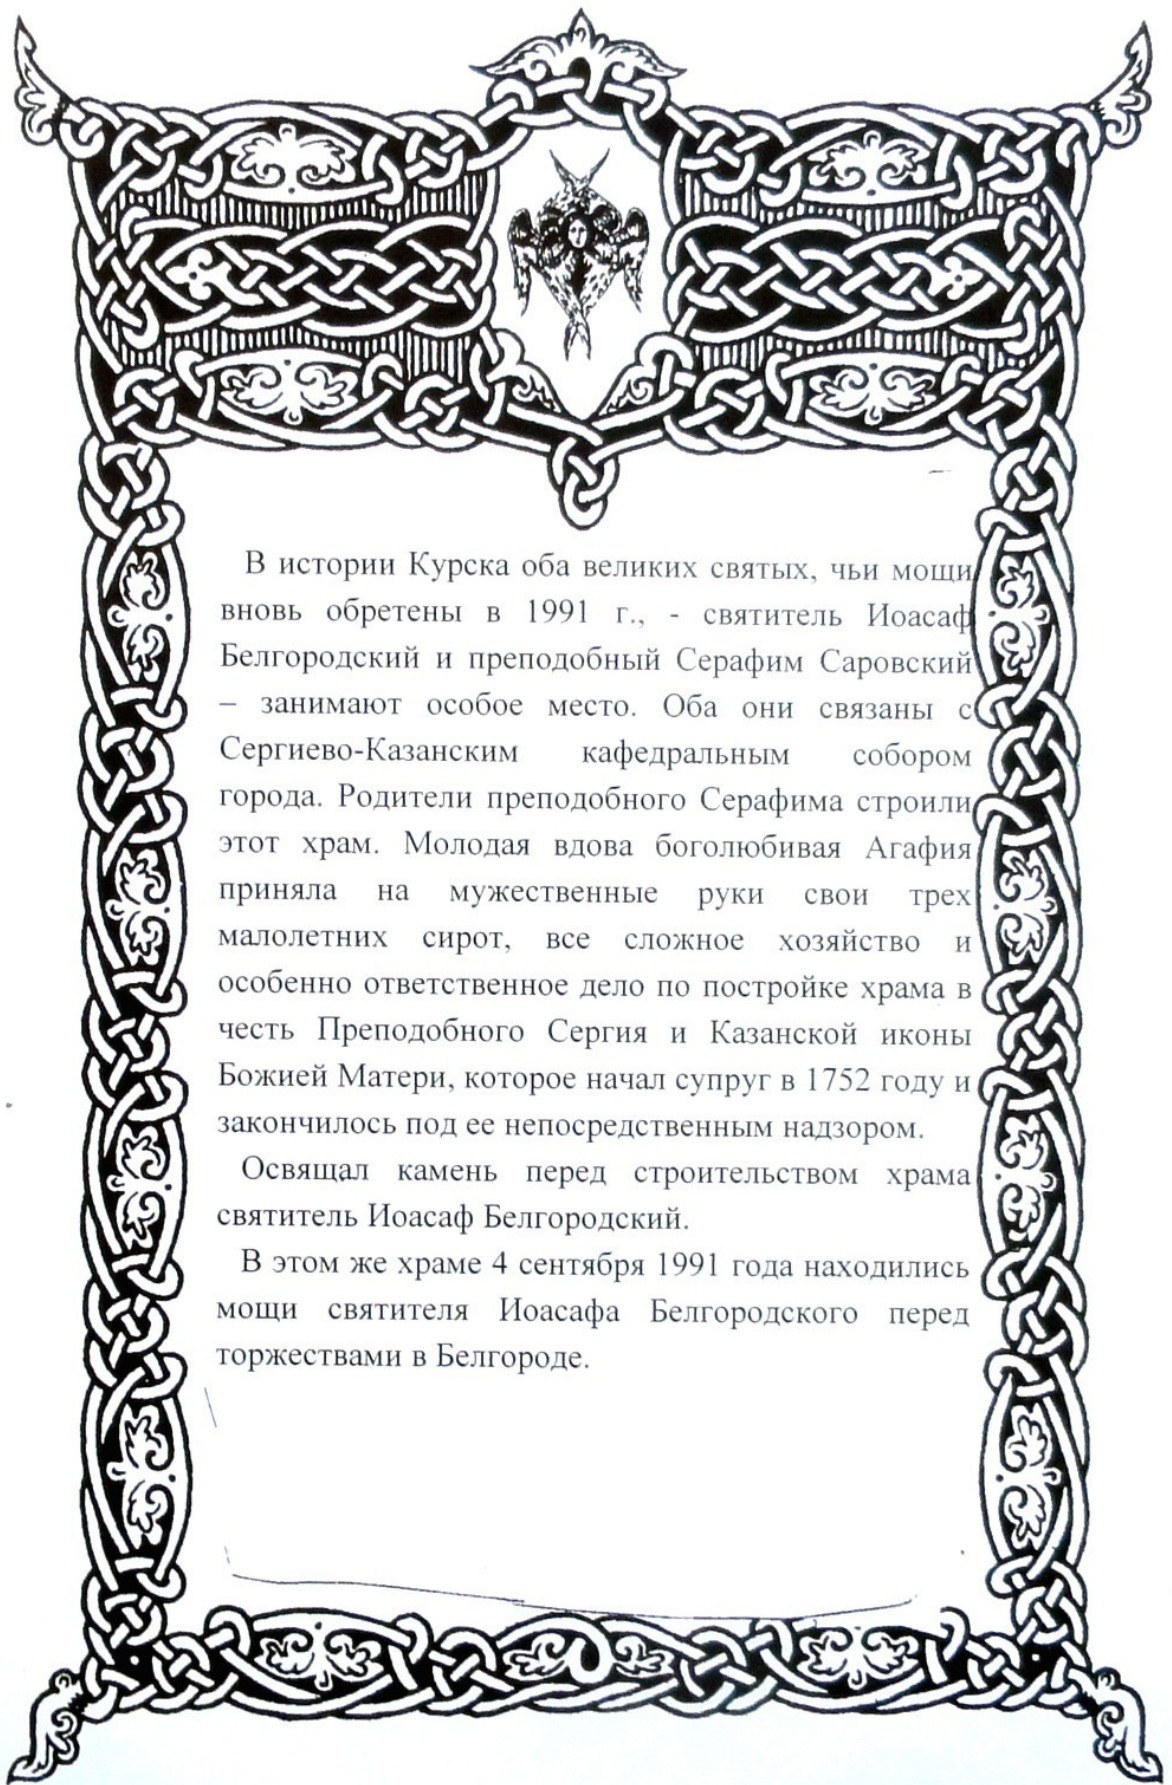 В истории Курска оба великих святых, чьи мощи
вновь обретены в 1991 г., - святитель Иоасаф
Белгородский и преподобный Серафим Саровский
– занимают особое место. Оба они связаны с
Сергиево-Казанским кафедральным собором
города. Родители преподобного Серафима строили
этот храм. Молодая вдова боголюбивая Агафия
приняла на мужественные руки свои трех
малолетних сирот, все сложное хозяйство и
особенно ответственное дело по постройке храма в
честь Преподобного Сергия и Казанской иконы
Божией Матери, которое начал супруг в 1752 году и
закончилось под ее непосредственным надзором.
Освящал камень перед строительством храма
святитель Иоасаф Белгородский.
В этом же храме 4 сентября 1991 года находились
мощи святителя Иоасафа Белгородского перед
торжествами в Белгороде.